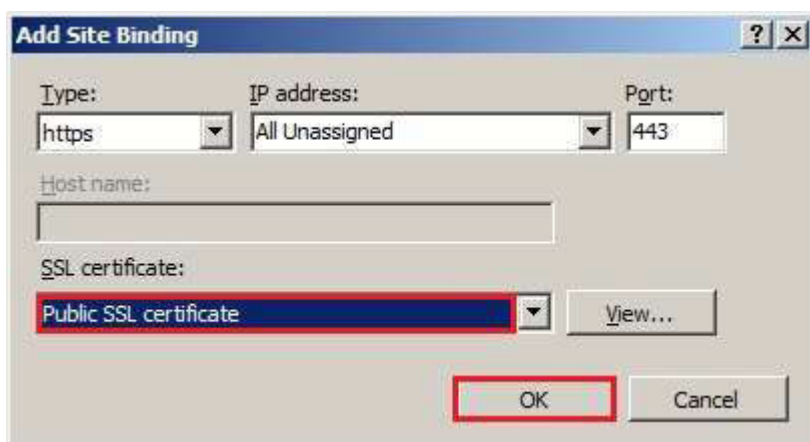 Add Site Binding
Type: IP address: Port:
https All Unassigned 443
Host name:
SSL certificate:
Public SSL certificate View...
OK Cancel